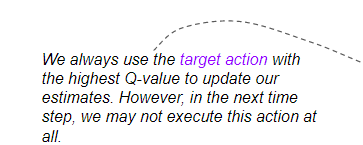 We always use the target action with
the highest Q-value to update our
estimates. However, in the next time
step, we may not execute this action at
all.